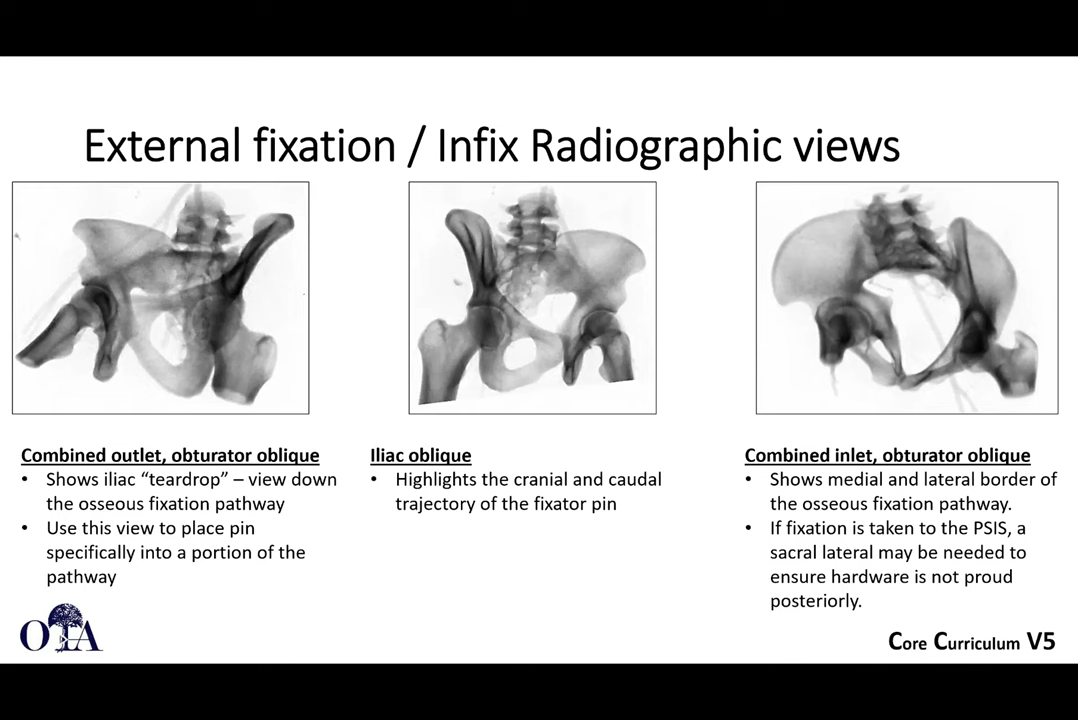 External fixation / Infix Radiographic views
Combined outlet, obturator oblique
• Shows iliac “teardrop” – view down
the osseous fixation pathway
• Use this view to place pin
specifically into a portion of the
pathway
Iliac oblique
• Highlights the cranial and caudal
trajectory of the fixator pin
Combined inlet, obturator oblique
• Shows medial and lateral border of
the osseous fixation pathway.
• If fixation is taken to the PSIS, a
sacral lateral may be needed to
ensure hardware is not proud
posteriorly.
OTA
Core Curriculum V5